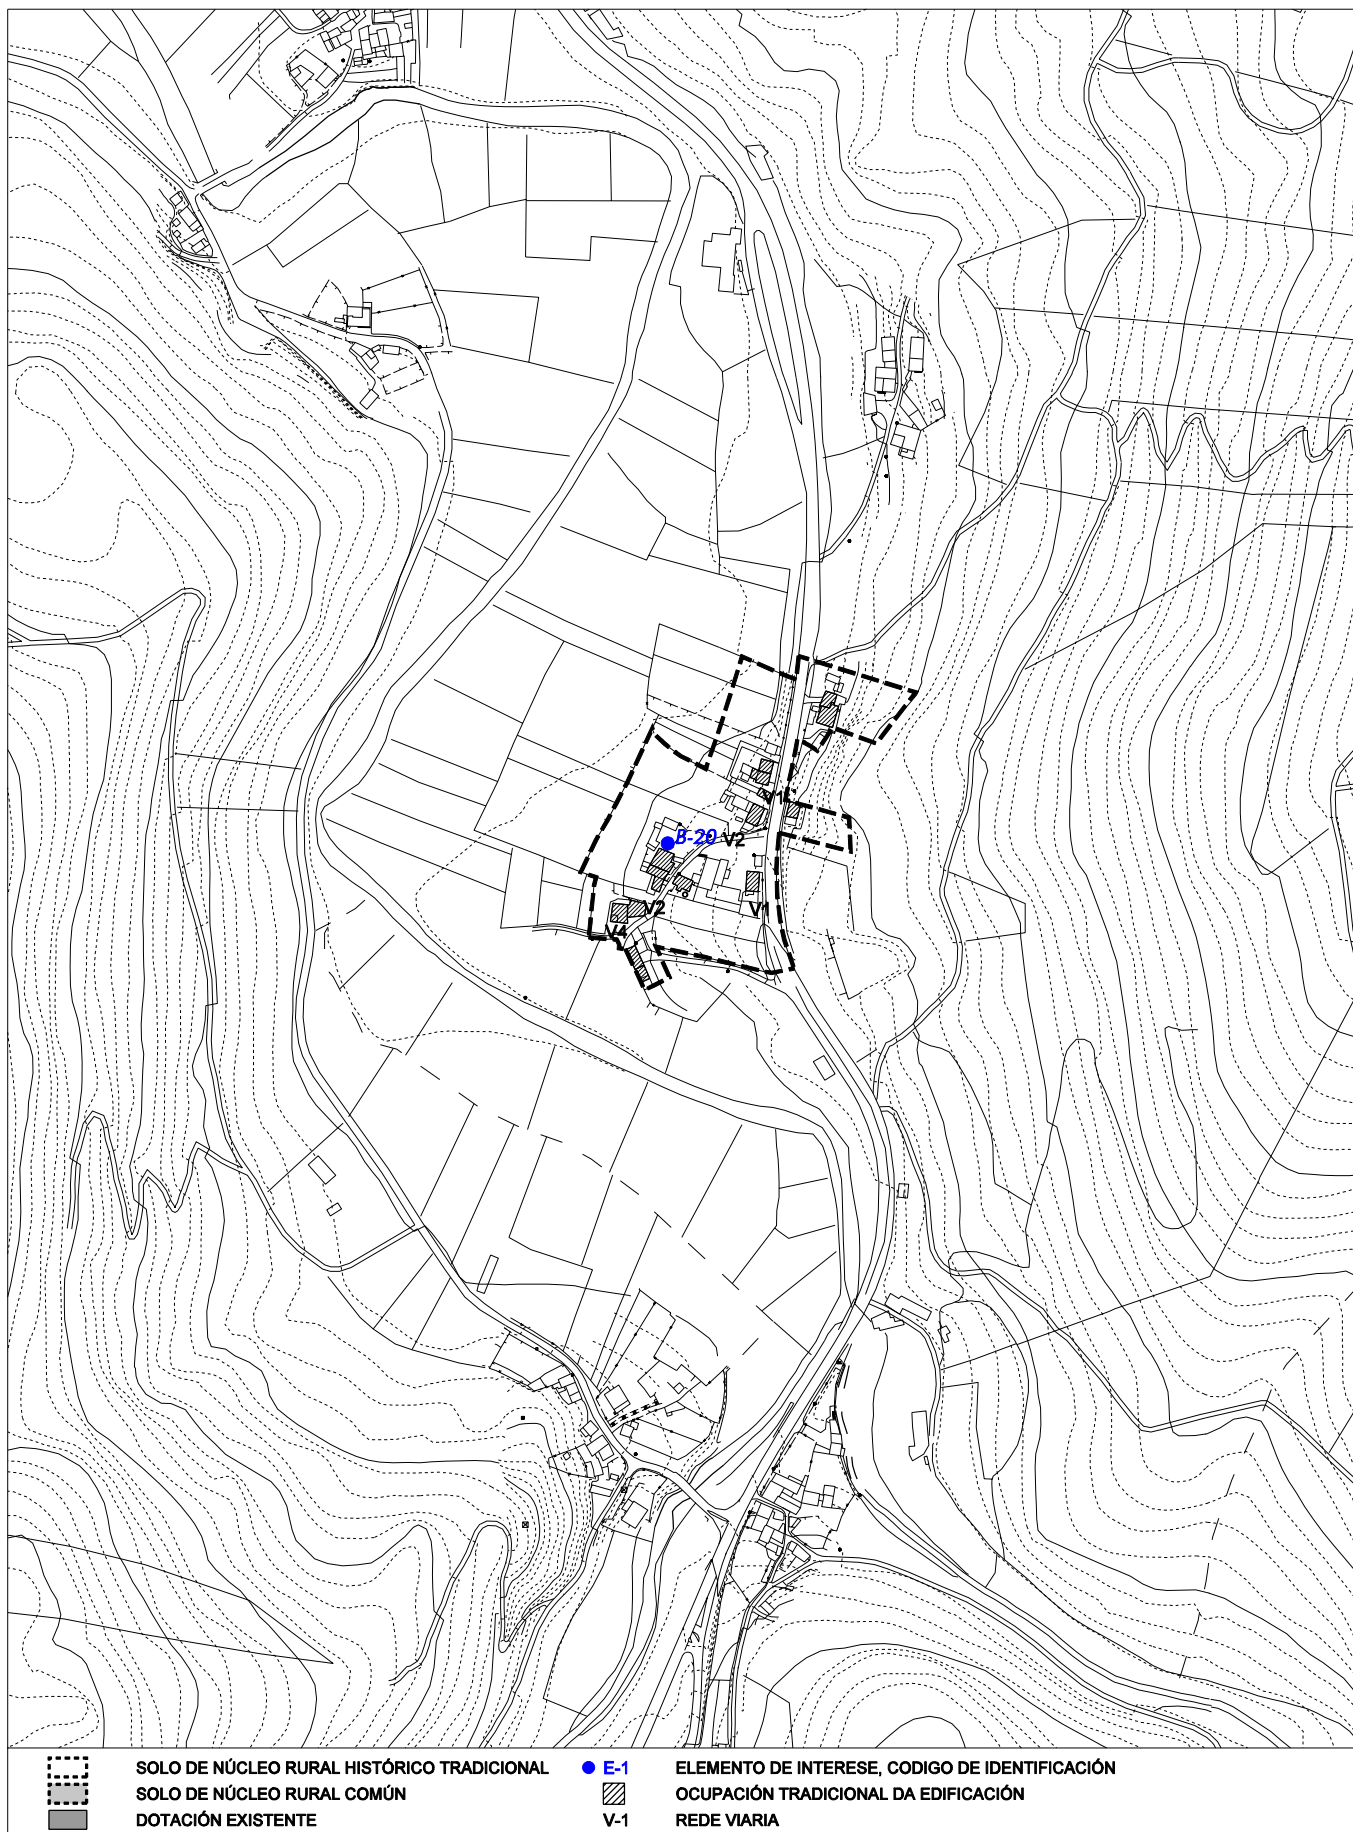 V1
B-20 V2
V2
V1
V4
SOLO DE NÚCLEO RURAL HISTÓRICO TRADICIONAL
SOLO DE NÚCLEO RURAL COMÚN
DOTACIÓN EXISTENTE
E-1 ELEMENTO DE INTERESE, CODIGO DE IDENTIFICACIÓN
OCUPACIÓN TRADICIONAL DA EDIFICACIÓN
V-1 REDE VIARIA